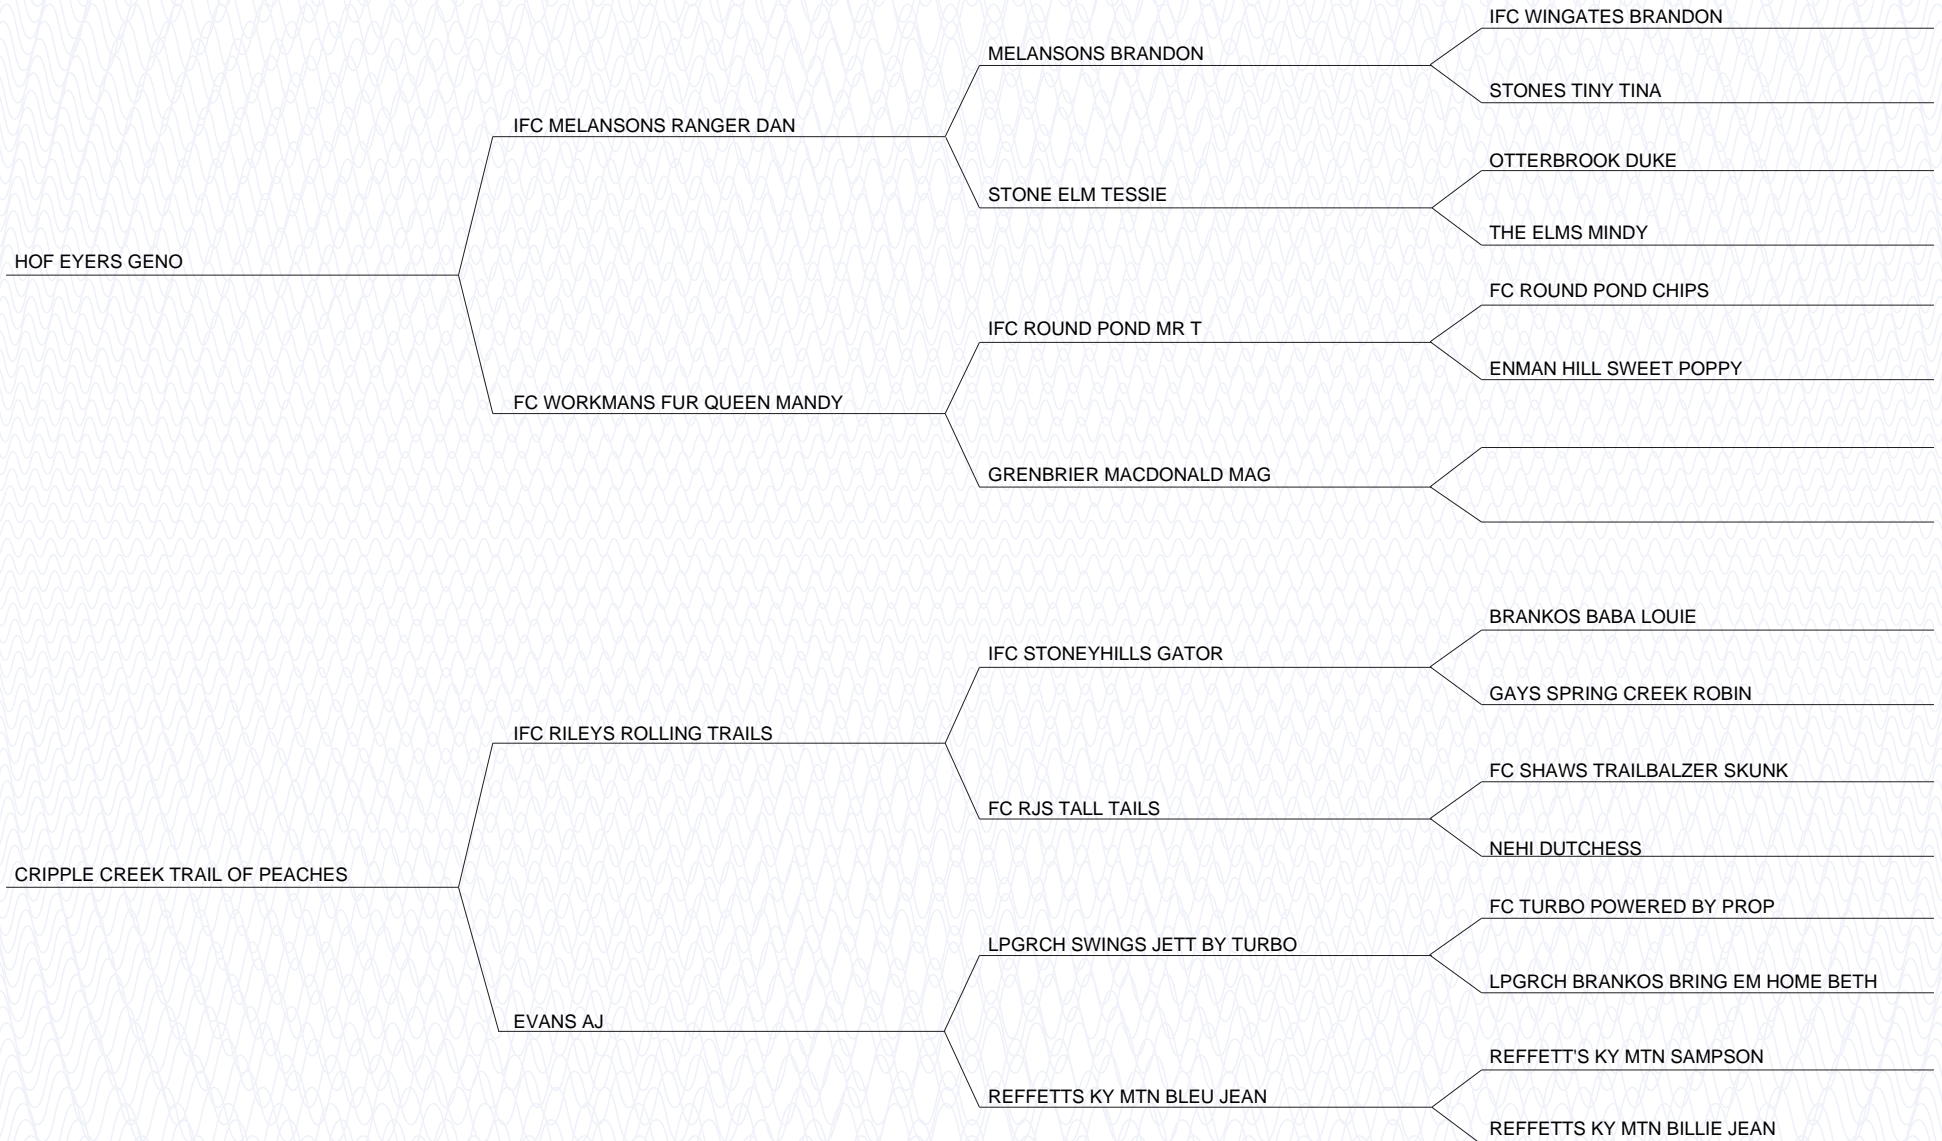 IFC WINGATES BRANDON
MELANSONS BRANDON
STONES TINY TINA
IFC MELANSONS RANGER DAN
OTTERBROOK DUKE
STONE ELM TESSIE
THE ELMS MINDY
HOF EYERS GENO
FC ROUND POND CHIPS
IFC ROUND POND MR T
ENMAN HILL SWEET POPPY
FC WORKMANS FUR QUEEN MANDY
GRENBRIER MACDONALD MAG
BRANKOS BABA LOUIE
IFC STONEYHILLS GATOR
GAYS SPRING CREEK ROBIN
IFC RILEYS ROLLING TRAILS
FC SHAWS TRAILBALZER SKUNK
FC RJS TALL TAILS
NEHI DUTCHESS
CRIPPLE CREEK TRAIL OF PEACHES
FC TURBO POWERED BY PROP
LPGRCH SWINGS JETT BY TURBO
LPGRCH BRANKOS BRING EM HOME BETH
EVANS AJ
REFFETT'S KY MTN SAMPSON
REFFETTS KY MTN BLEU JEAN
REFFETTS KY MTN BILLIE JEAN